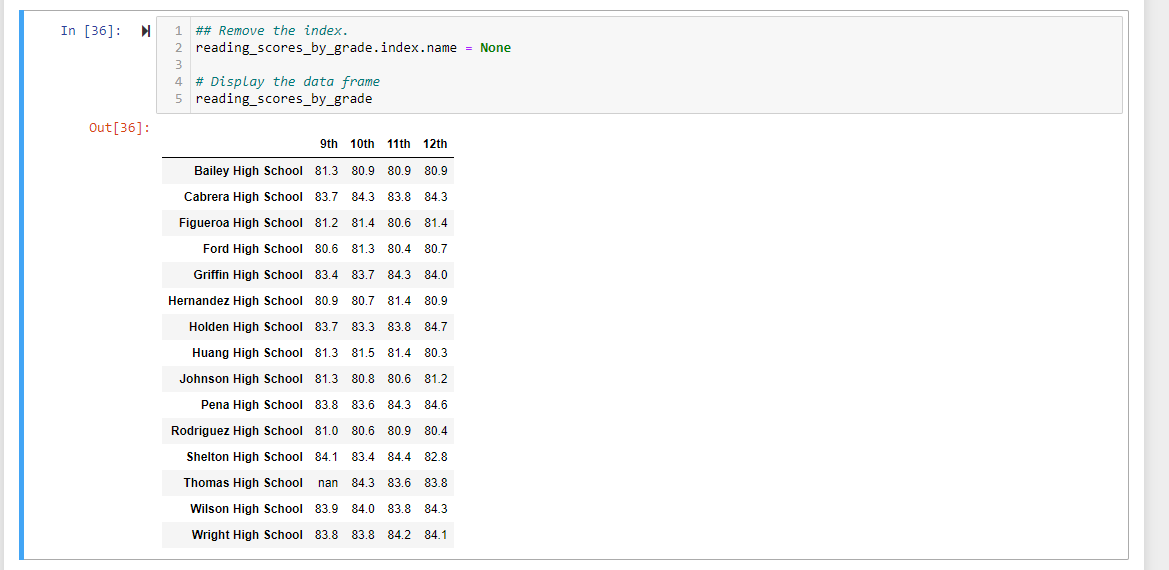 In [36]:
1 ## Remove the index.
2 reading_scores_by_grade.index.name = None
3
4 # Display the data frame
5 reading_scores_by_grade
Out[36]:
9th 10th 11th 12th
Bailey High School 81.3 80.9 80.9 80.9
Cabrera High School 83.7 84.3 83.8 84.3
Figueroa High School 81.2 81.4 80.6 81.4
Ford High School 80.6 81.3 80.4 80.7
Griffin High School 83.4 83.7 84.3 84.0
Hernandez High School 80.9 80.7 81.4 80.9
Holden High School 83.7 83.3 83.8 84.7
Huang High School 81.3 81.5 81.4 80.3
Johnson High School 81.3 80.8 80.6 81.2
Pena High School 83.8 83.6 84.3 84.6
Rodriguez High School 81.0 80.6 80.9 80.4
Shelton High School 84.1 83.4 84.4 82.8
Thomas High School nan 84.3 83.6 83.8
Wilson High School 83.9 84.0 83.8 84.3
Wright High School 83.8 83.8 84.2 84.1